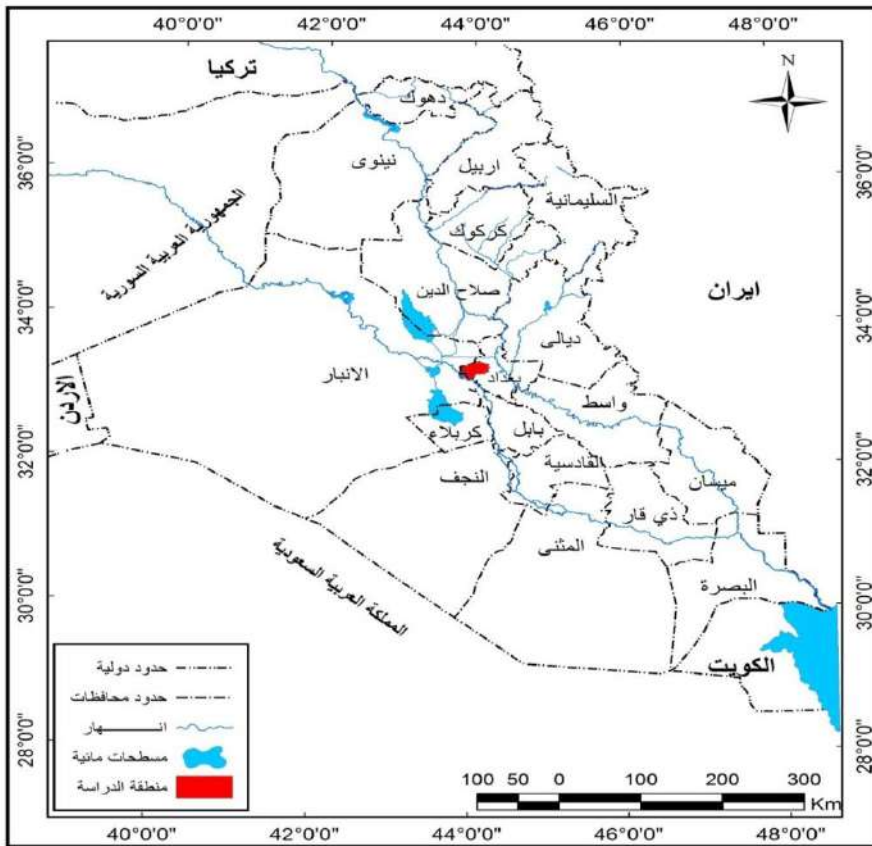 40°0'0" 42°0'0" 44°0'0" 46°0'0" 48°0'0"
N
تركيا
دهوك
نينوى
اربيل
36°0'0" 36°0'0"
السليمانية
كركوك
الجمهورية العربية السورية
صلاح الدين
ايران
34°0'0" 34°0'0"
ديالى
بغداد
الانبار
الاردن
واسط
كربلاء
بابل
32°0'0" 32°0'0"
القادسية
النجف
ميسان
ذي قار
المثنى
المملكة العربية السعودية
البصرة
30°0'0" 30°0'0"
الكويت
حدود دولية
حدود محافظات
انـــــــهار
مسطحات مائية
منطقة الدراسة
28°0'0" 28°0'0"
100 50 0 100 200 300
Km
40°0'0" 42°0'0" 44°0'0" 46°0'0" 48°0'0"